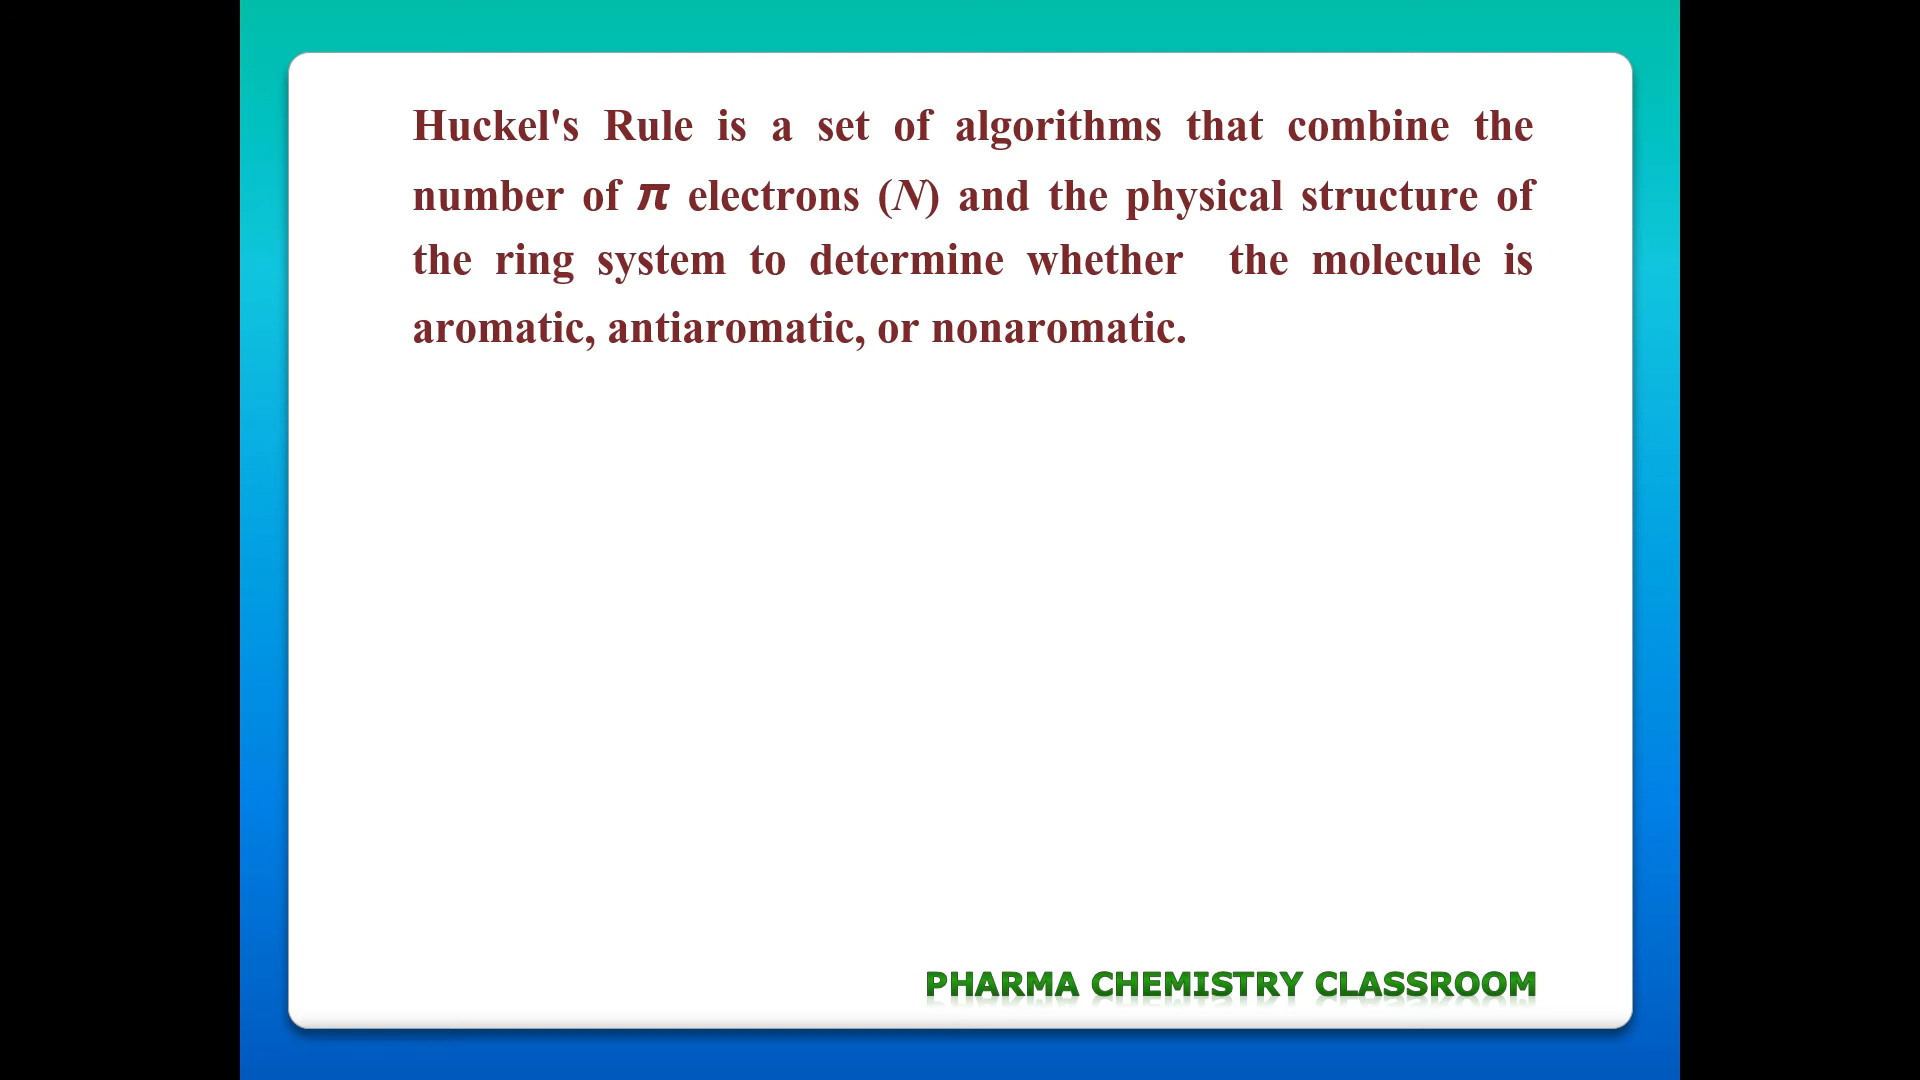 Huckel's Rule is a set of algorithms that combine the
number of π electrons (N) and the physical structure of
the ring system to determine whether the molecule is
aromatic, antiaromatic, or nonaromatic.
PHARMA CHEMISTRY CLASSROOM